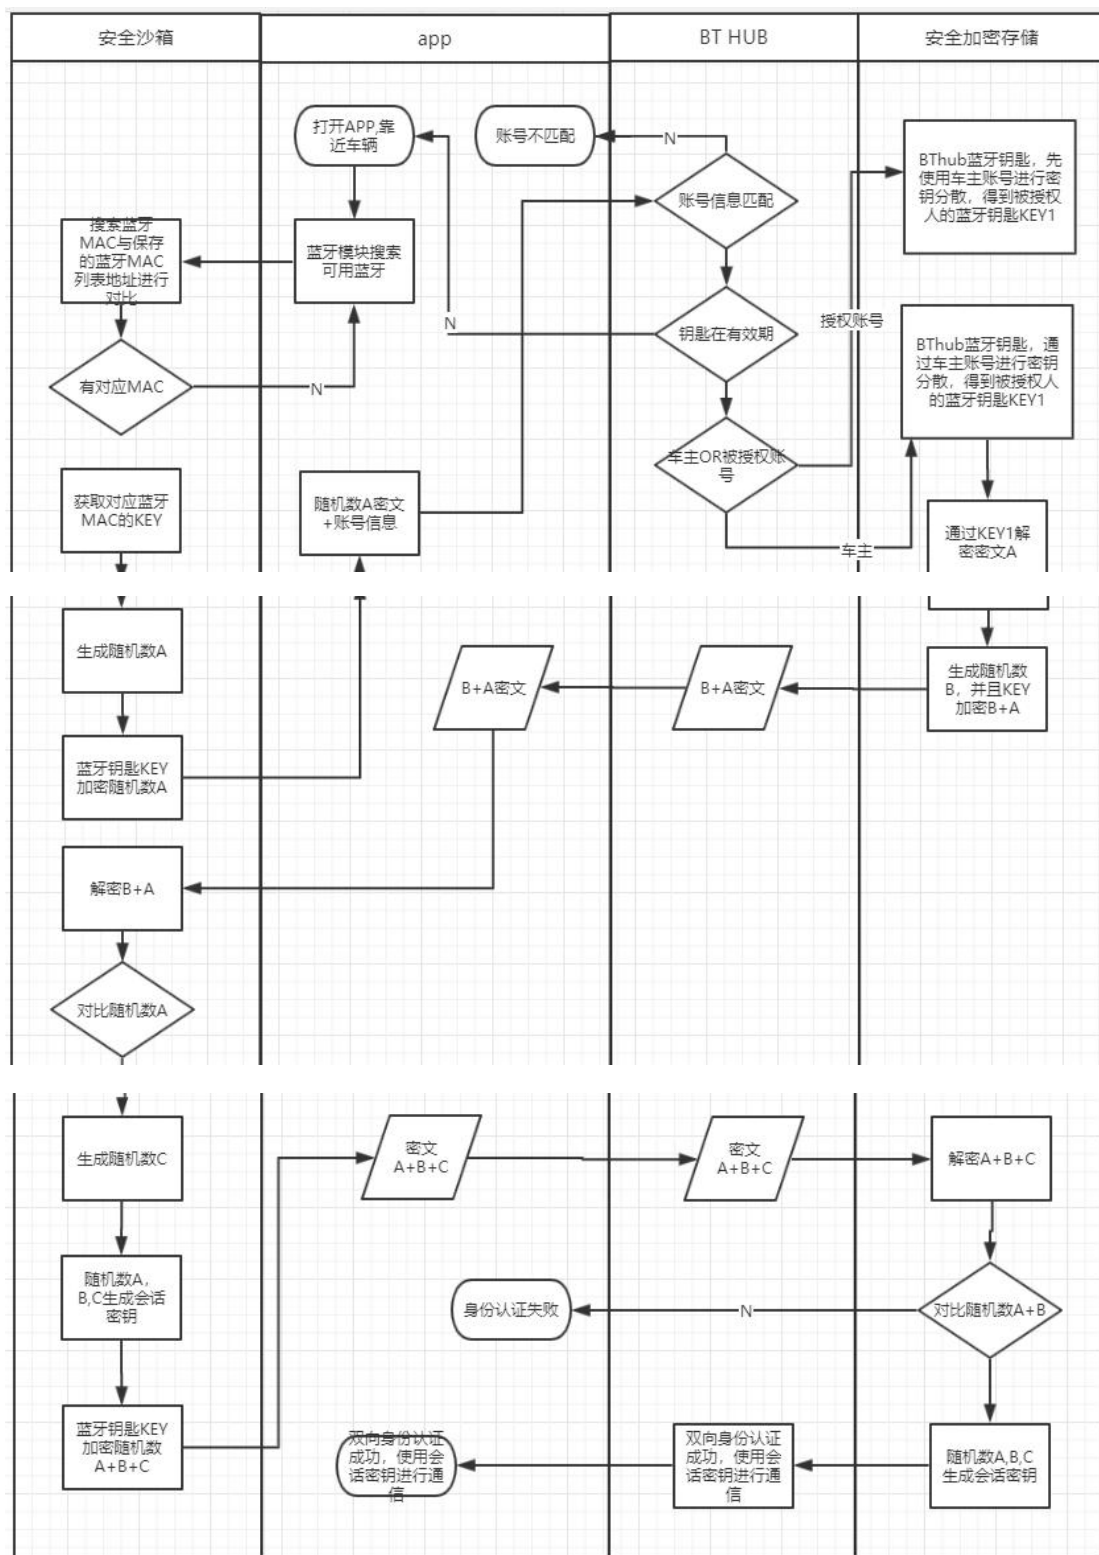 安全沙箱
app
BT HUB
安全加密存储
打开APP,靠
近车辆
账号不匹配
N
BThub蓝牙钥匙，先
使用车主账号进行密
钥分散，得到被授权
人的蓝牙钥匙KEY1
账号信息匹配
搜索蓝牙
MAC与保存
的蓝牙MAC
列表地址进行
对比
蓝牙模块搜索
可用蓝牙
N
钥匙在有效期
授权账号
BThub蓝牙钥匙，通
过车主账号进行密钥
分散，得到被授权人
的蓝牙钥匙KEY1
有对应MAC
N
车主OR被授权账
号
获取对应蓝牙
MAC的KEY
随机数A密文
+账号信息
车主
通过KEY1解
密密文A
生成随机数A
B+A密文
B+A密文
生成随机数
B，并且KEY
加密B+A
蓝牙钥匙KEY
加密随机数A
解密B+A
对比随机数A
生成随机数C
密文
A+B+C
密文
A+B+C
解密A+B+C
随机数A，
B,C生成会话
密钥
身份认证失败
N
对比随机数A+B
蓝牙钥匙KEY
加密随机数
A+B+C
双向身份认证
成功，使用会
话密钥进行通
信
双向身份认证
成功，使用会
话密钥进行通
信
随机数A,B,C
生成会话密钥